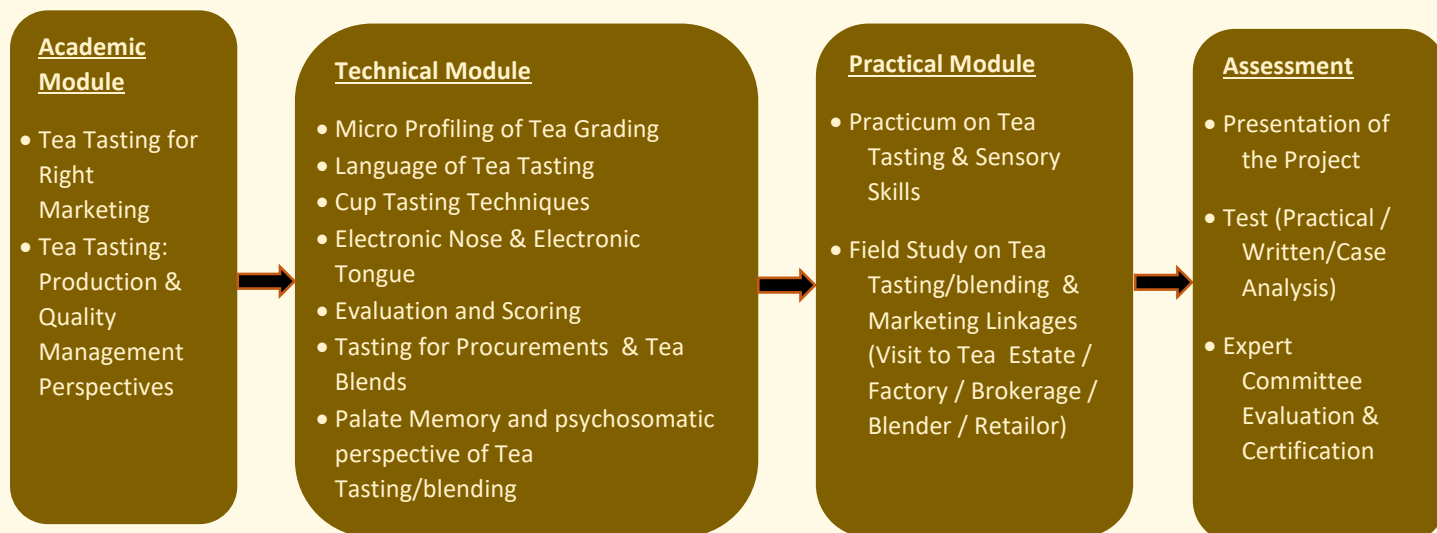 Academic
Module
• Tea Tasting for
Right
Marketing
• Tea Tasting:
Production &
Quality
Management
Perspectives
Technical Module
• Micro Profiling of Tea Grading
• Language of Tea Tasting
• Cup Tasting Techniques
• Electronic Nose & Electronic
Tongue
• Evaluation and Scoring
• Tasting for Procurements & Tea
Blends
• Palate Memory and psychosomatic
perspective of Tea
Tasting/blending
Practical Module
• Practicum on Tea
Tasting & Sensory
Skills
• Field Study on Tea
Tasting/blending &
Marketing Linkages
(Visit to Tea Estate /
Factory / Brokerage /
Blender / Retailor)
Assessment
• Presentation of
the Project
• Test (Practical /
Written/Case
Analysis)
• Expert
Committee
Evaluation &
Certification